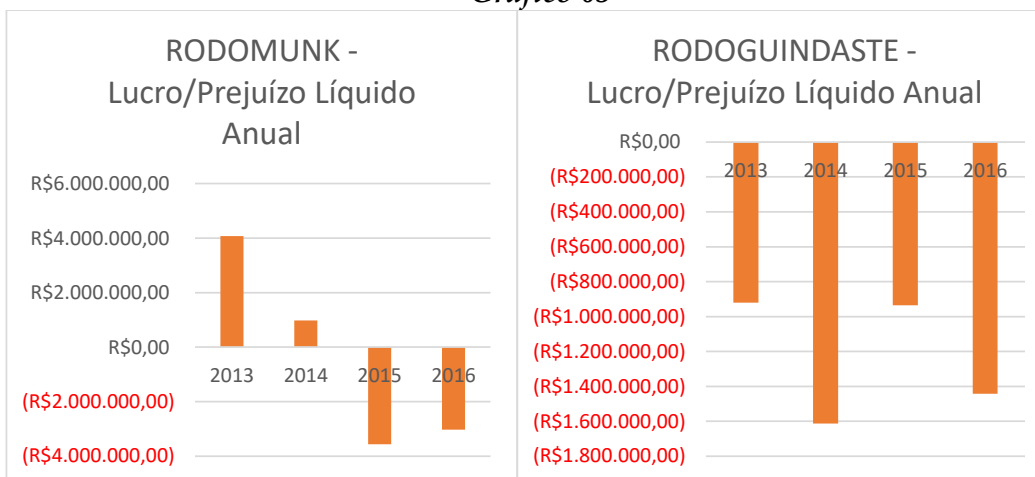 RODOMUNK -
Lucro/Prejuízo Líquido
Anual
R$6.000.000,00
R$4.000.000,00
R$2.000.000,00
R$0,00
(R$2.000.000,00)
(R$4.000.000,00)
2013 2014 2015 2016
RODOGUINDASTE -
Lucro/Prejuízo Líquido Anual
R$0,00
(R$200.000,00)
(R$400.000,00)
(R$600.000,00)
(R$800.000,00)
(R$1.000.000,00)
(R$1.200.000,00)
(R$1.400.000,00)
(R$1.600.000,00)
(R$1.800.000,00)
2013 2014 2015 2016